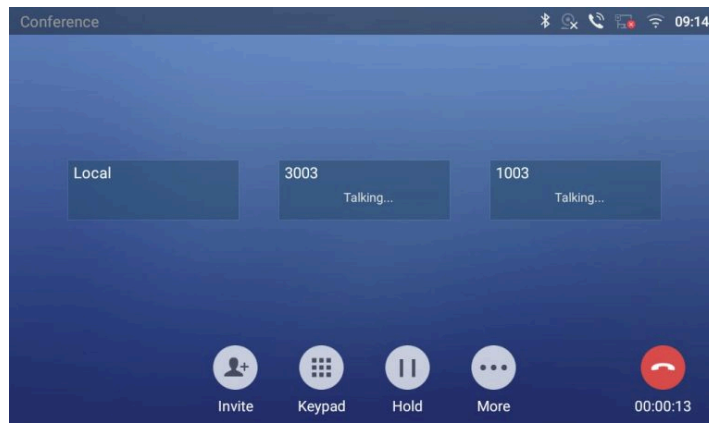 Conference 09:14
Local 3003 1003
Talking... Talking...
Invite Keypad Hold More 00:00:13